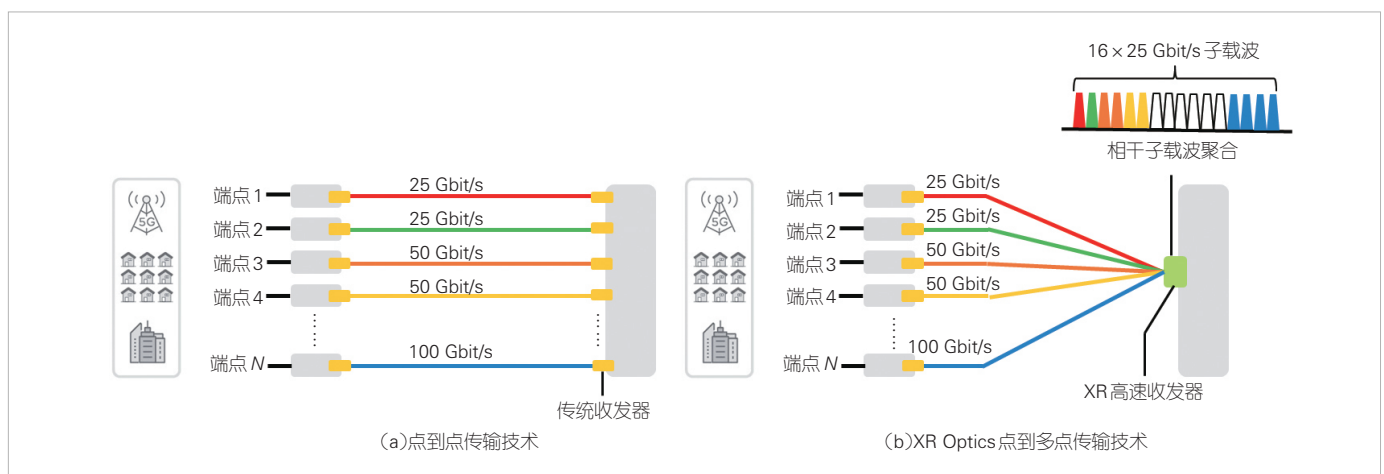 16×25 Gbit/s 子载波
相干子载波聚合
5G
端点1
25 Gbit/s
端点2
25 Gbit/s
端点3
50 Gbit/s
端点4
50 Gbit/s
端点N
100 Gbit/s
传统收发器
(a)点到点传输技术
5G
端点1
25 Gbit/s
端点2
25 Gbit/s
端点3
50 Gbit/s
端点4
50 Gbit/s
端点N
100 Gbit/s
XR高速收发器
(b)XR Optics点到多点传输技术